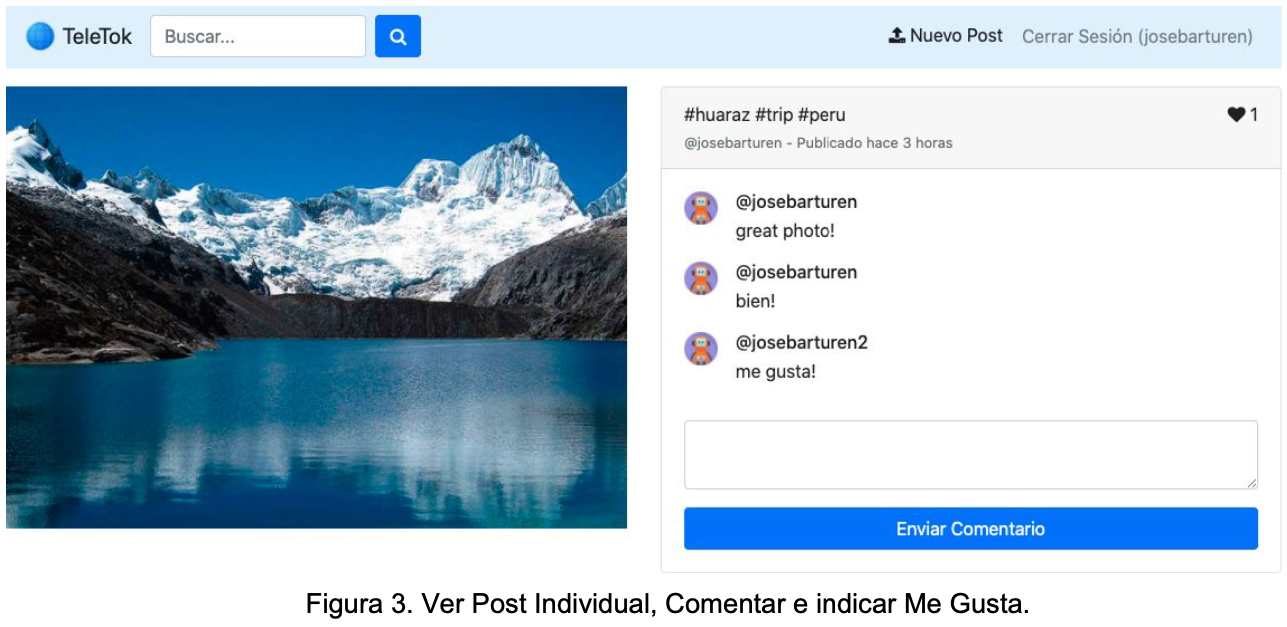 TeleTok Buscar... Nuevo Post Cerrar Sesión (josebarturen)
#huaraz #trip #peru 1
@josebarturen - Publicado hace 3 horas
@josebarturen
great photo!
@josebarturen
bien!
@josebarturen2
me gusta!
Enviar Comentario
Figura 3. Ver Post Individual, Comentar e indicar Me Gusta.